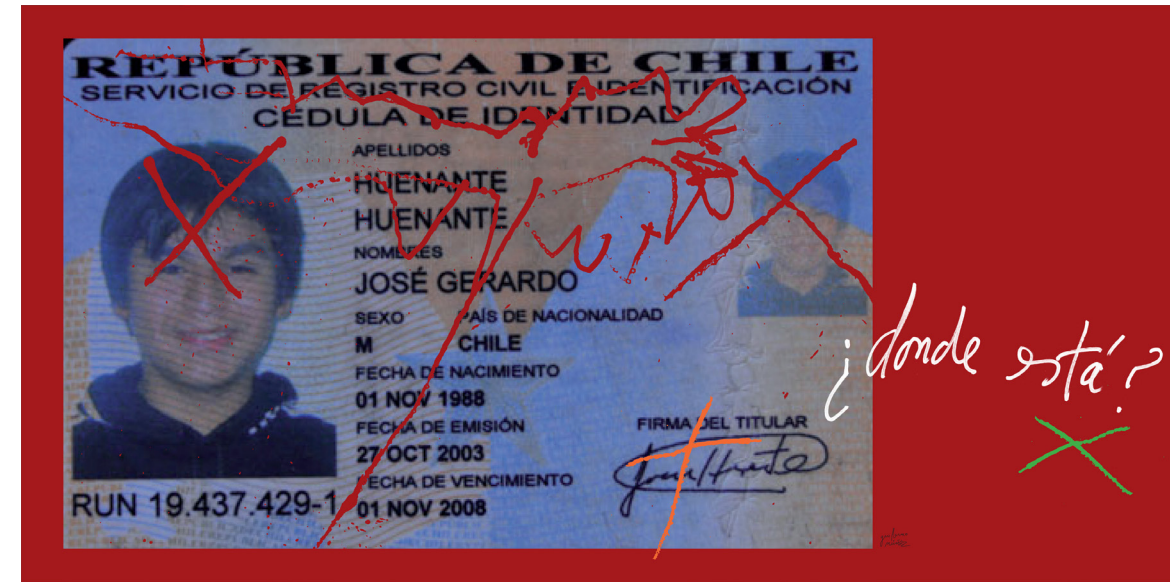 REPÚBLICA DE CHILE
SERVICIO DE REGISTRO CIVIL E IDENTIFICACIÓN
CÉDULA DE IDENTIDAD
APELLIDOS
HUENANTE
HUENANTE
NOMBRES
JOSÉ GERARDO
SEXO PAÍS DE NACIONALIDAD
M CHILE
FECHA DE NACIMIENTO
01 NOV 1988
FECHA DE EMISIÓN
27 OCT 2003
FECHA DE VENCIMIENTO
01 NOV 2008
FIRMA DEL TITULAR
RUN 19.437.429-1
¿donde está?